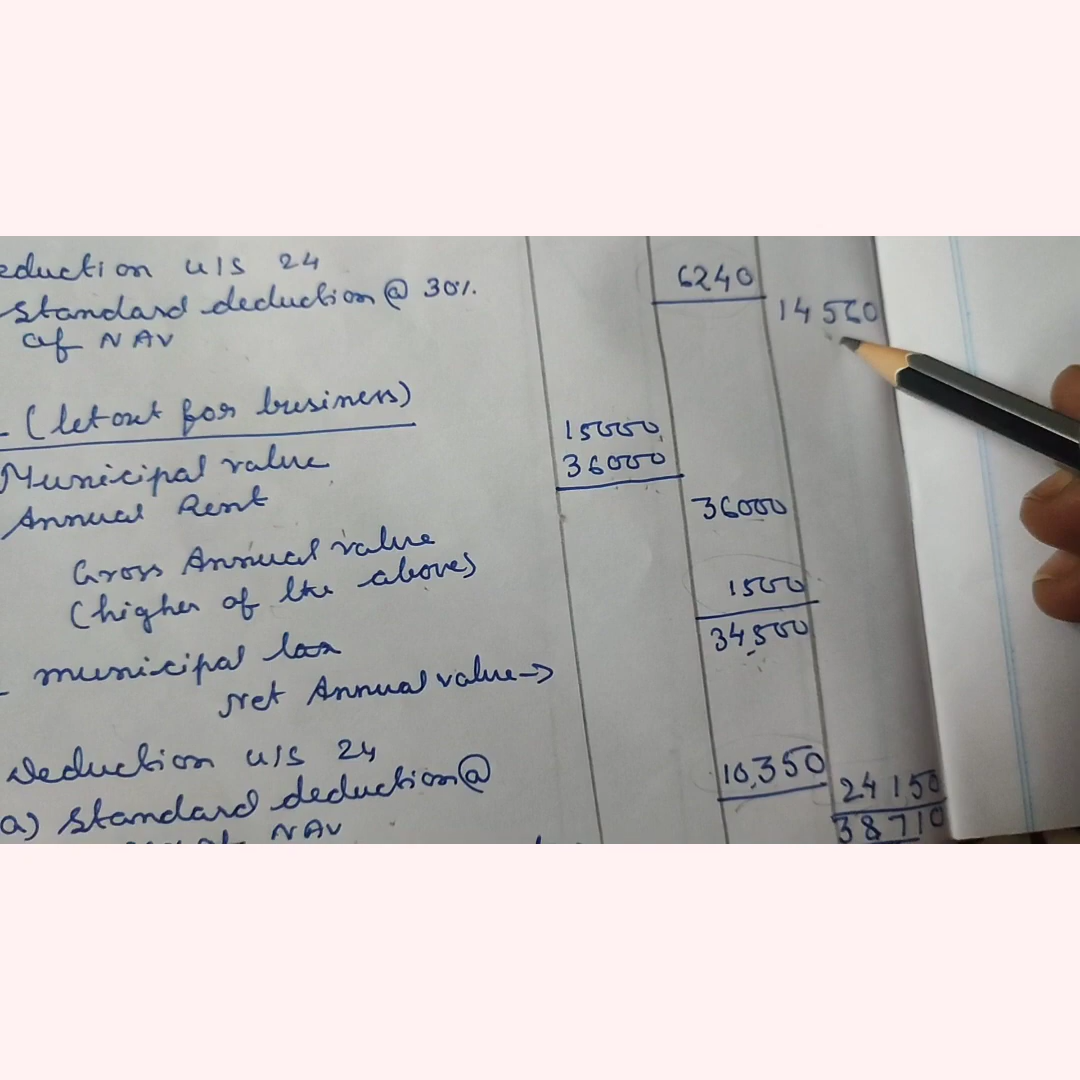 eduction u/s 24
Standard deduction @ 30%. 6240
of NAV 14560
- (let out for business)
Municipal value 15000
Annual Rent 36000
Gross Annual value 36000
(higher of the above)
- municipal tax 1500
Net Annual value→ 34,500
Deduction u/s 24
a) Standard deduction@ 10,350 24150
NAV 38710